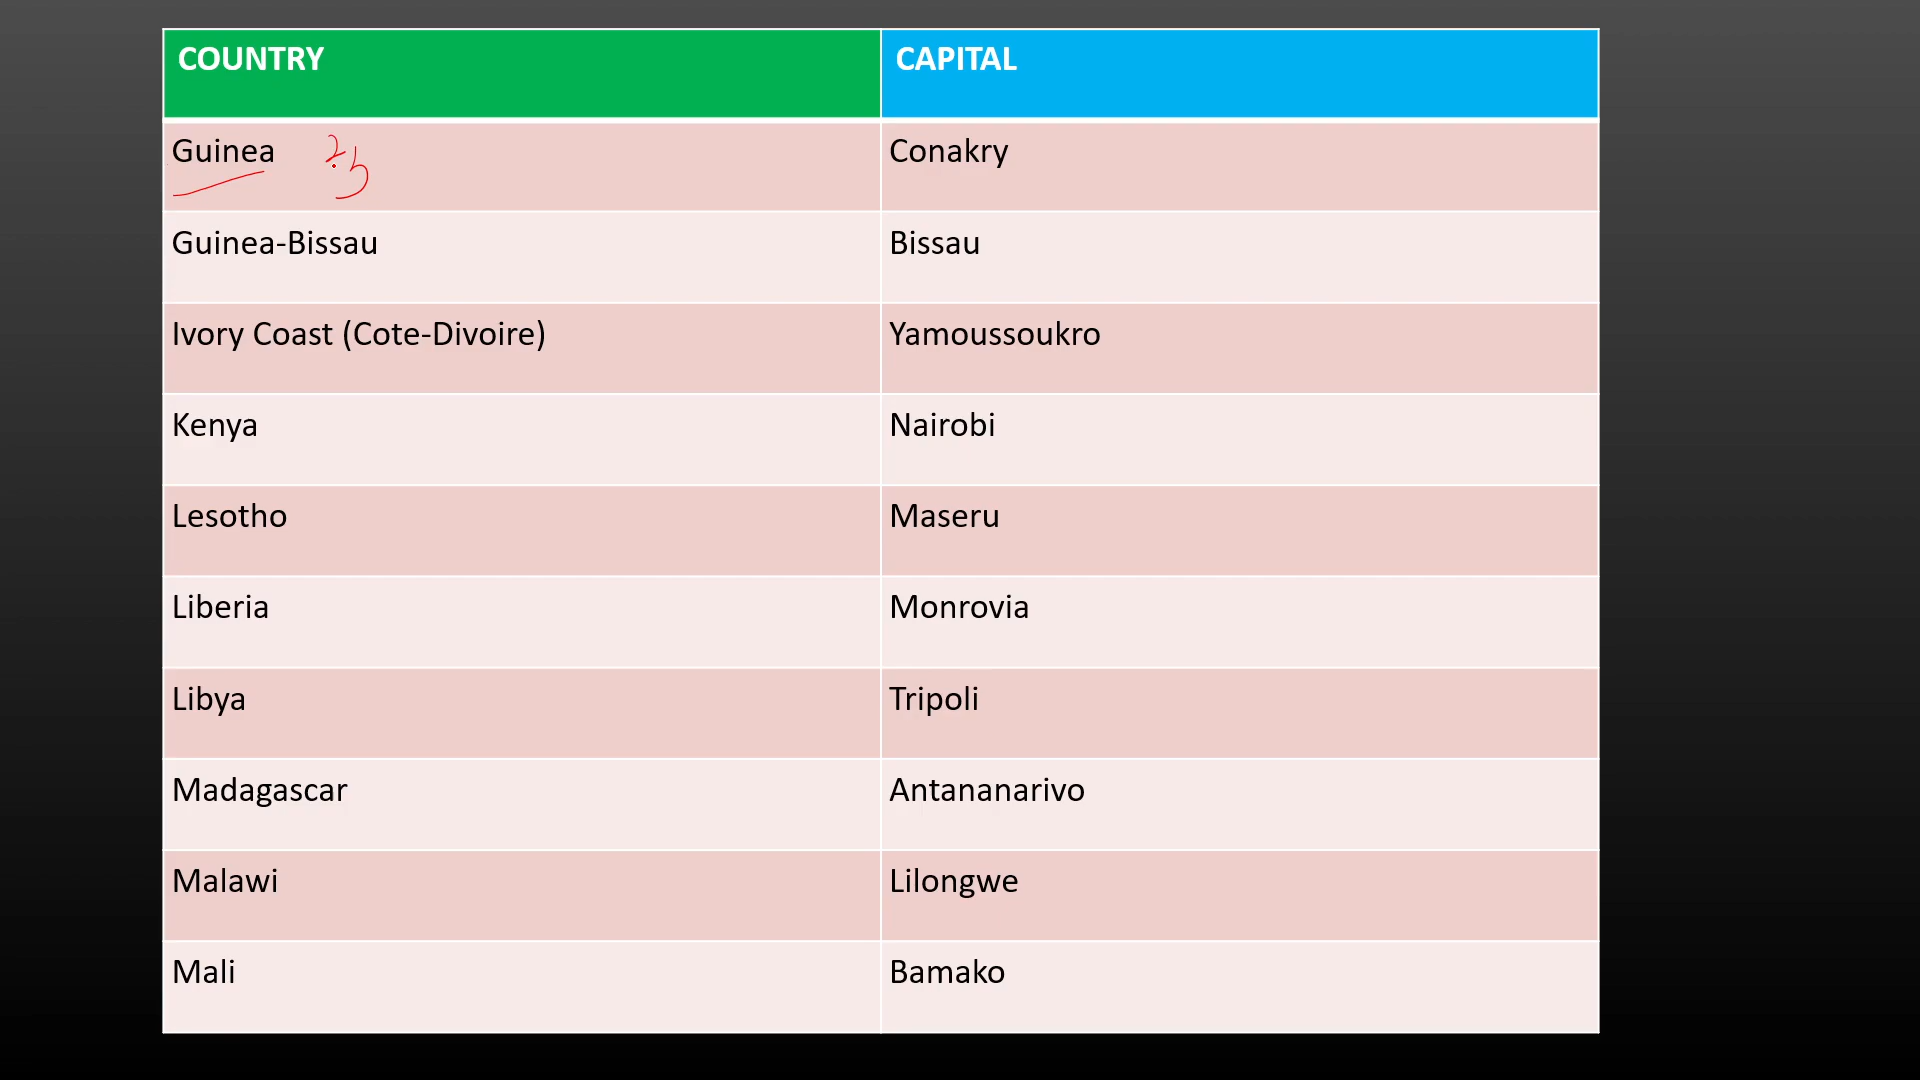 COUNTRY CAPITAL
Guinea Conakry
Guinea-Bissau Bissau
Ivory Coast (Cote-Divoire) Yamoussoukro
Kenya Nairobi
Lesotho Maseru
Liberia Monrovia
Libya Tripoli
Madagascar Antananarivo
Malawi Lilongwe
Mali Bamako